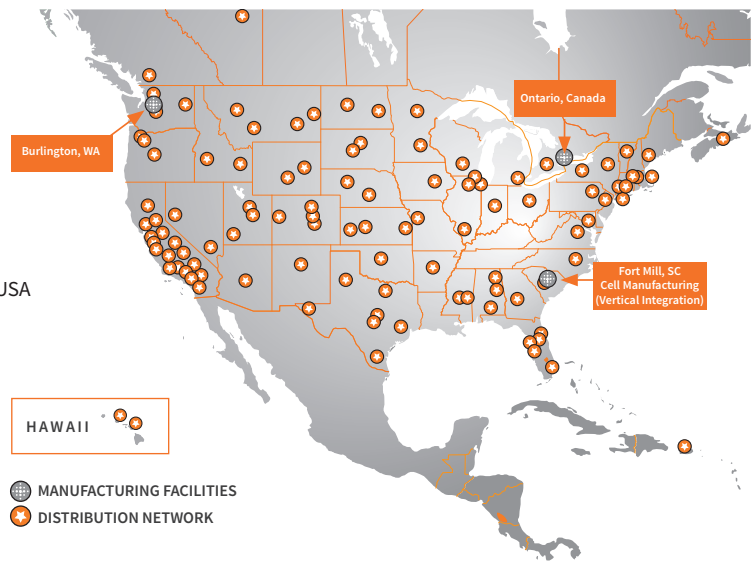 Ontario, Canada
Burlington, WA
Fort Mill, SC
Cell Manufacturing
(Vertical Integration)
USA
HAWAII
MANUFACTURING FACILITIES
DISTRIBUTION NETWORK